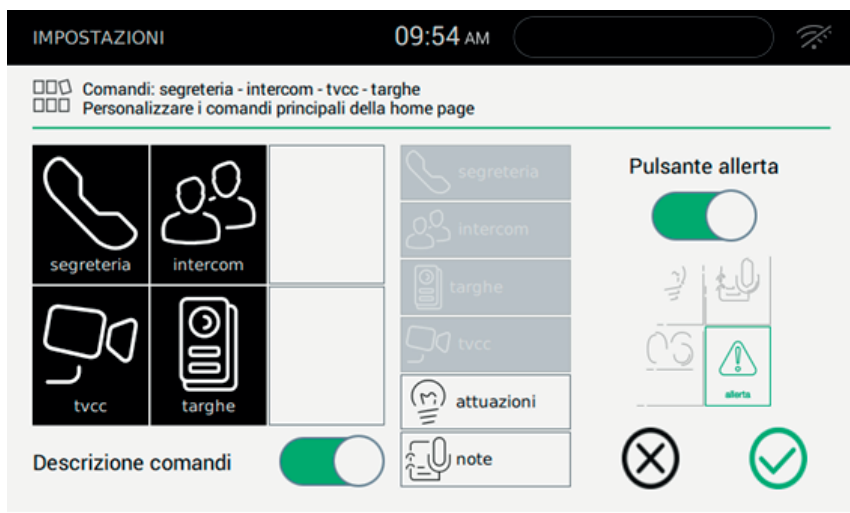 IMPOSTAZIONI
09:54 AM
Comandi: segreteria - intercom - tvcc - targhe
Personalizzare i comandi principali della home page
segreteria
intercom
tvcc
targhe
Descrizione comandi
segreteria
intercom
targhe
tvcc
attuazioni
note
Pulsante allerta
allerta